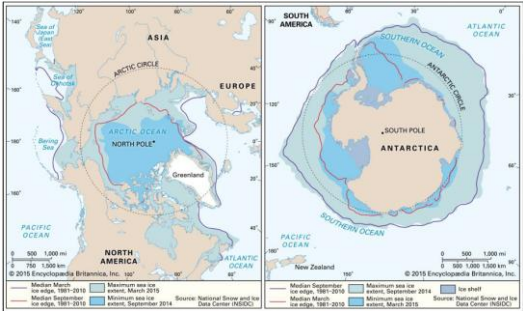 140°
120°
100°
80°
60°
Sea of
Japan (East
Sea)
ASIA
ARCTIC CIRCLE
Sea of
Okhotsk
EUROPE
ARCTIC OCEAN
NORTH POLE
Bering
Sea
Greenland
PACIFIC
OCEAN
NORTH
AMERICA
ATLANTIC
OCEAN
0 500 1,000 mi
0 750 1,500 km
© 2015 Encyclopædia Britannica, Inc.
Median March
ice edge, 1981–2010
Median September
ice edge, 1981–2010
Maximum sea ice
extent, March 2015
Minimum sea ice
extent, September 2014
Source: National Snow and Ice
Data Center (NSIDC)
SOUTH
AMERICA
ATLANTIC
OCEAN
SOUTHERN OCEAN
ANTARCTIC CIRCLE
SOUTH POLE
ANTARCTICA
SOUTHERN OCEAN
PACIFIC
OCEAN
New Zealand
0 500 1,000 mi
0 500 1,000 km
© 2015 Encyclopædia Britannica, Inc.
Median September
ice edge, 1981–2010
Median March
ice edge, 1981–2010
Maximum sea ice
extent, September 2014
Minimum sea ice
extent, March 2015
Ice shelf
Source: National Snow and Ice
Data Center (NSIDC)